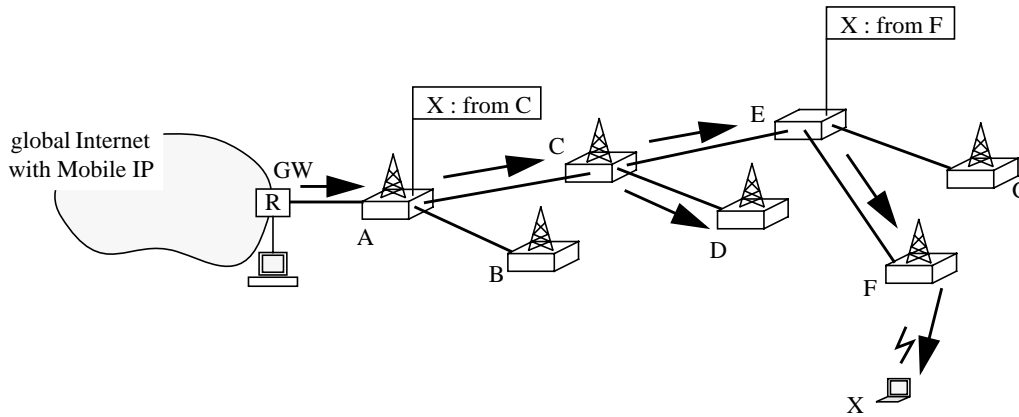 X : from F
X : from C
E
C
global Internet
with Mobile IP
GW
R
A
B
D
G
F
X